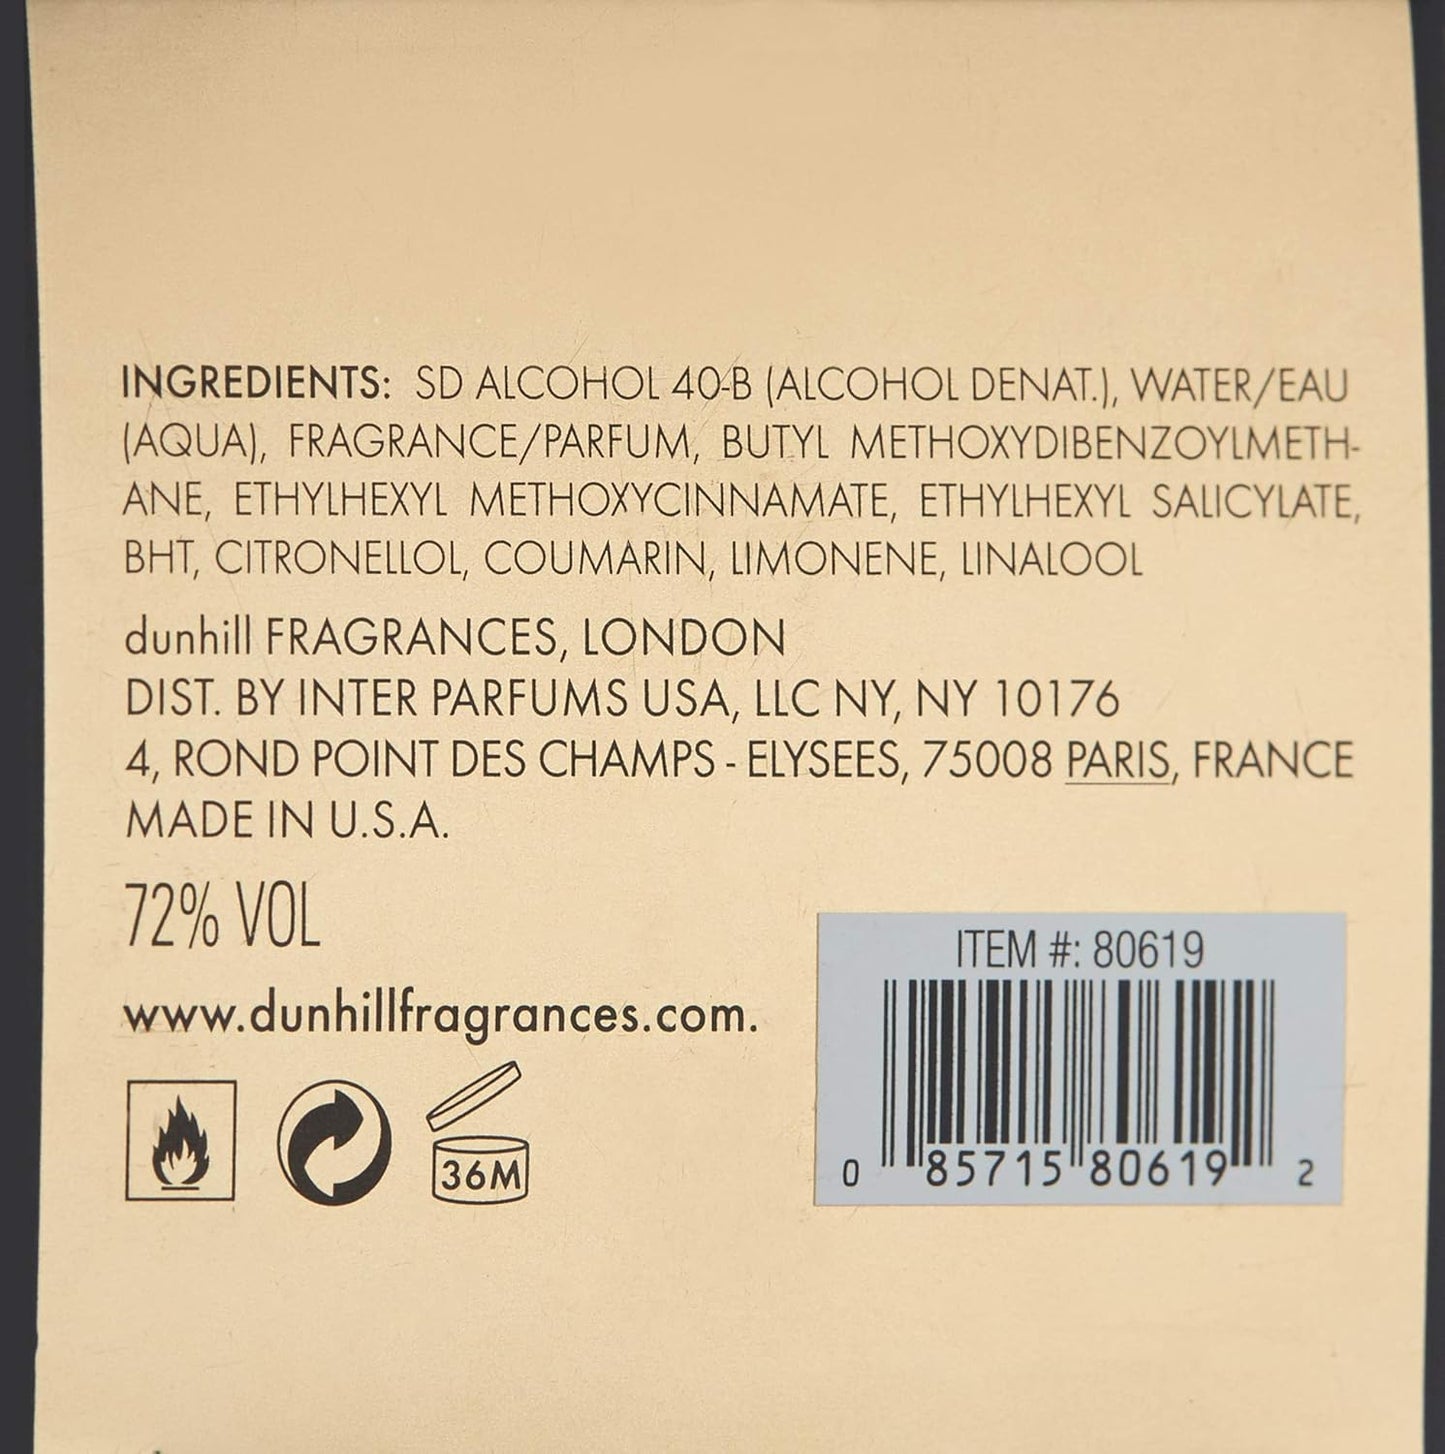 INGREDIENTS: SD ALCOHOL 40-B (ALCOHOL DENAT.), WATER/EAU
(AQUA), FRAGRANCE/PARFUM, BUTYL METHOXYDIBENZOYLMETH-
ANE, ETHYLHEXYL METHOXYCINNAMATE, ETHYLHEXYL SALICYLATE,
BHT, CITRONELLOL, COUMARIN, LIMONENE, LINALOOL
dunhill FRAGRANCES, LONDON
DIST. BY INTER PARFUMS USA, LLC NY, NY 10176
4, ROND POINT DES CHAMPS - ELYSEES, 75008 PARIS, FRANCE
MADE IN U.S.A.
72% VOL
www.dunhillfragrances.com.
36M
ITEM #: 80619
0 85715 80619 2